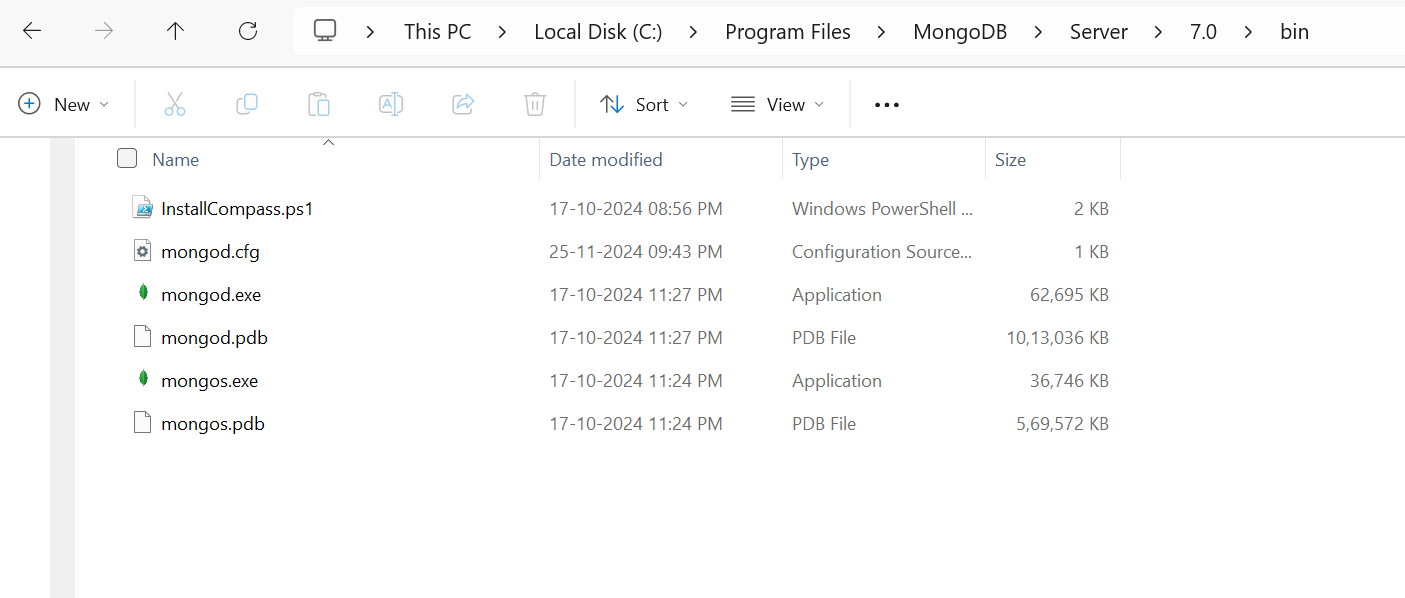 This PC > Local Disk (C:) > Program Files > MongoDB > Server > 7.0 > bin
New Sort View ...
Name Date modified Type Size
InstallCompass.ps1 17-10-2024 08:56 PM Windows PowerShell ... 2 KB
mongod.cfg 25-11-2024 09:43 PM Configuration Source... 1 KB
mongod.exe 17-10-2024 11:27 PM Application 62,695 KB
mongod.pdb 17-10-2024 11:27 PM PDB File 10,13,036 KB
mongos.exe 17-10-2024 11:24 PM Application 36,746 KB
mongos.pdb 17-10-2024 11:24 PM PDB File 5,69,572 KB